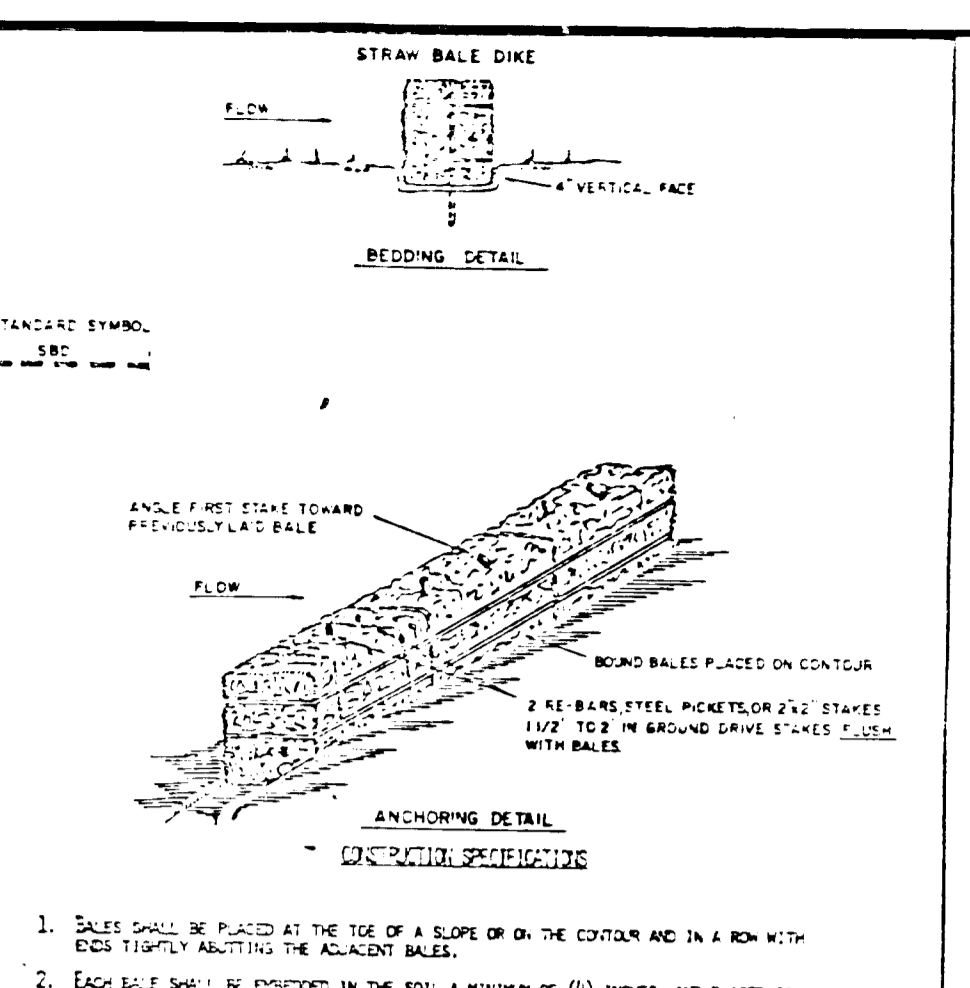 STRAW BALE DIKE
FLOW
4" VERTICAL FACE
BEDDING DETAIL
TANDARD SYMBOL
SBD
ANGLE FIRST STAKE TOWARD
PREVIOUSLY LAID BALE
FLOW
BOUND BALES PLACED ON CONTOUR
2 RE-BARS, STEEL PICKETS, OR 2"x2" STAKES
1 1/2' TO 2' IN GROUND DRIVE STAKES FLUSH
WITH BALES.
ANCHORING DETAIL
CONSTRUCTION SPECIFICATIONS
1. BALES SHALL BE PLACED AT THE TOE OF A SLOPE OR ON THE CONTOUR AND IN A ROW WITH
ENDS TIGHTLY ABUTTING THE ADJACENT BALES.
2. EACH BALE SHALL BE EMBEDDED IN THE SOIL A MINIMUM OF (4)